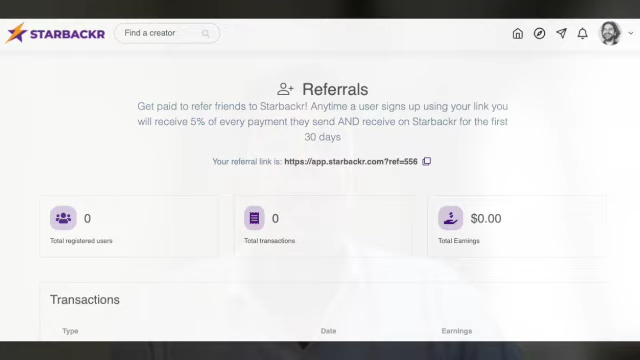 STARBACKR
Find a creator
Referrals
Get paid to refer friends to Starbackr! Anytime a user signs up using your link you
will receive 5% of every payment they send AND receive on Starbackr for the first
30 days
Your referral link is: https://app.starbackr.com?ref=556
0
Total registered users
0
Total transactions
$0.00
Total Earnings
Transactions
Type Date Earnings